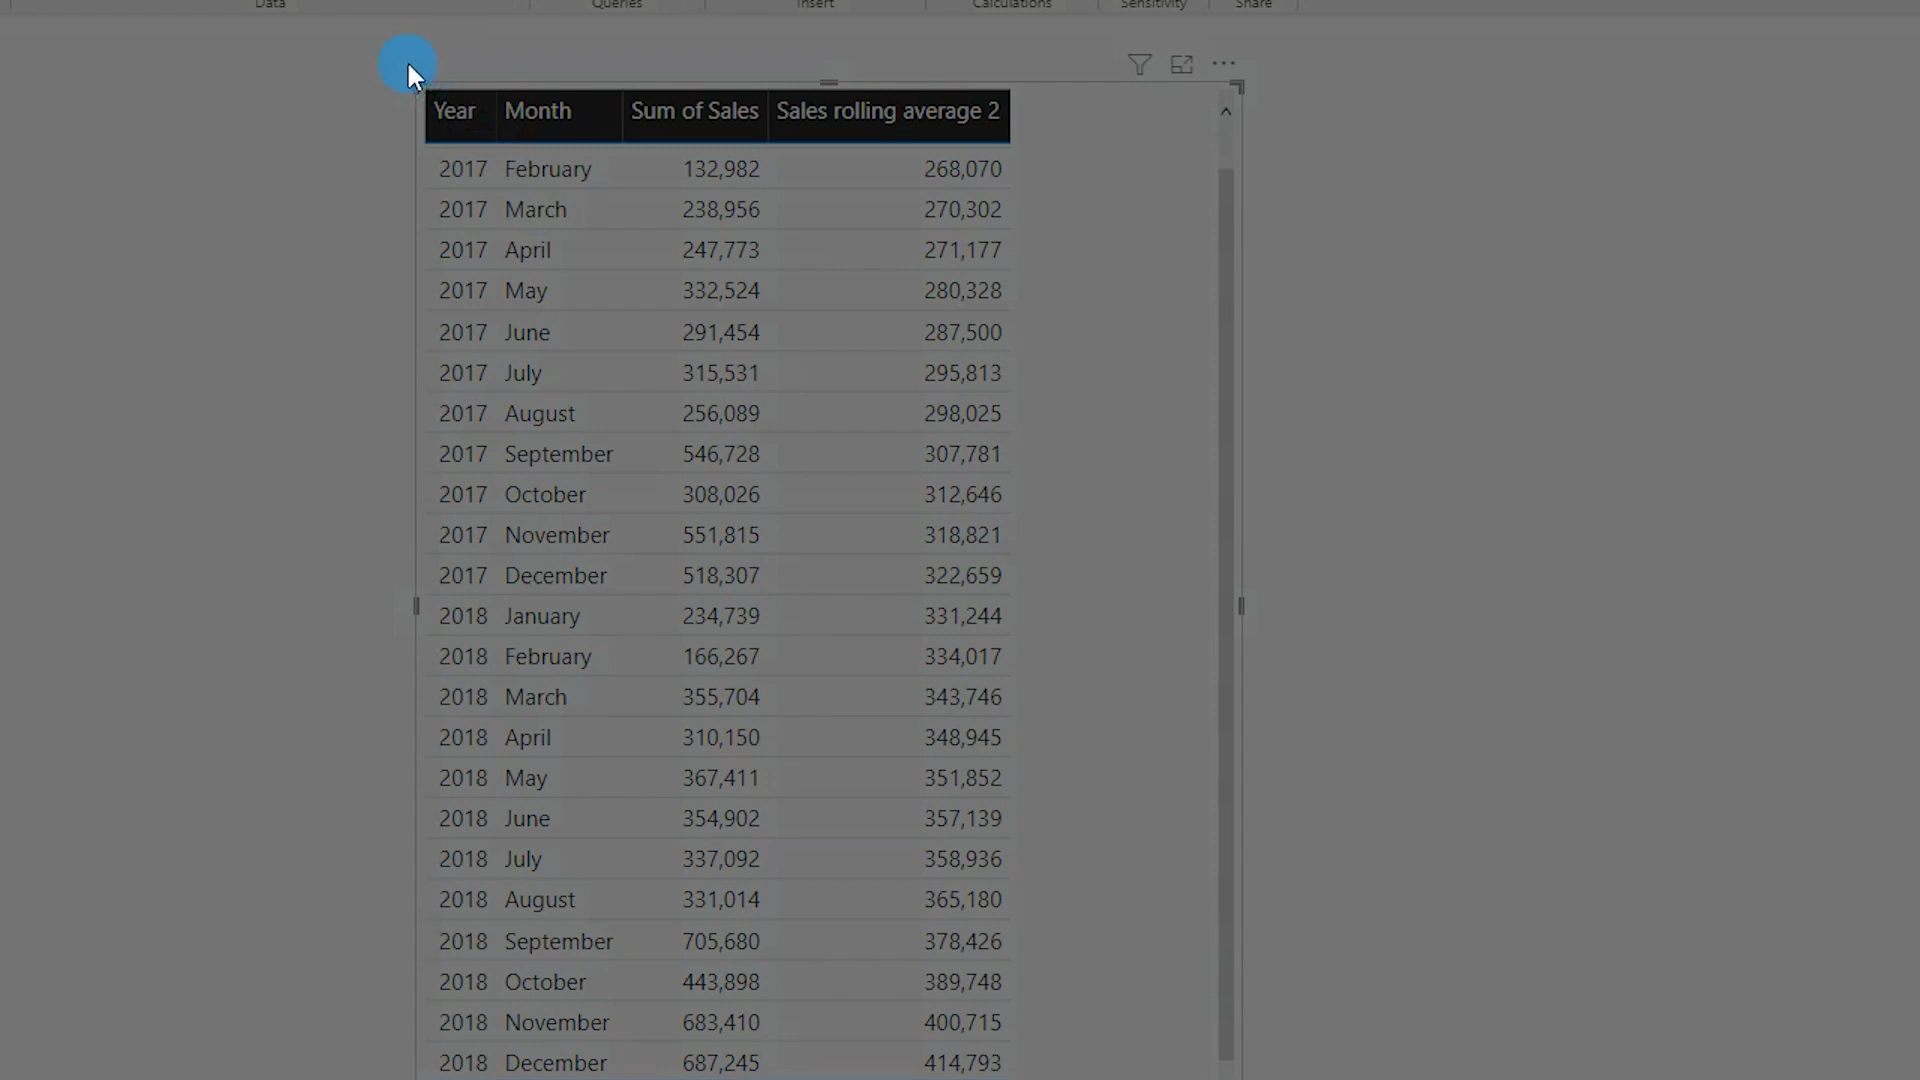 Data Queries Insert Calculations Sensitivity Share
Year Month Sum of Sales Sales rolling average 2
2017 February 132,982 268,070
2017 March 238,956 270,302
2017 April 247,773 271,177
2017 May 332,524 280,328
2017 June 291,454 287,500
2017 July 315,531 295,813
2017 August 256,089 298,025
2017 September 546,728 307,781
2017 October 308,026 312,646
2017 November 551,815 318,821
2017 December 518,307 322,659
2018 January 234,739 331,244
2018 February 166,267 334,017
2018 March 355,704 343,746
2018 April 310,150 348,945
2018 May 367,411 351,852
2018 June 354,902 357,139
2018 July 337,092 358,936
2018 August 331,014 365,180
2018 September 705,680 378,426
2018 October 443,898 389,748
2018 November 683,410 400,715
2018 December 687,245 414,793